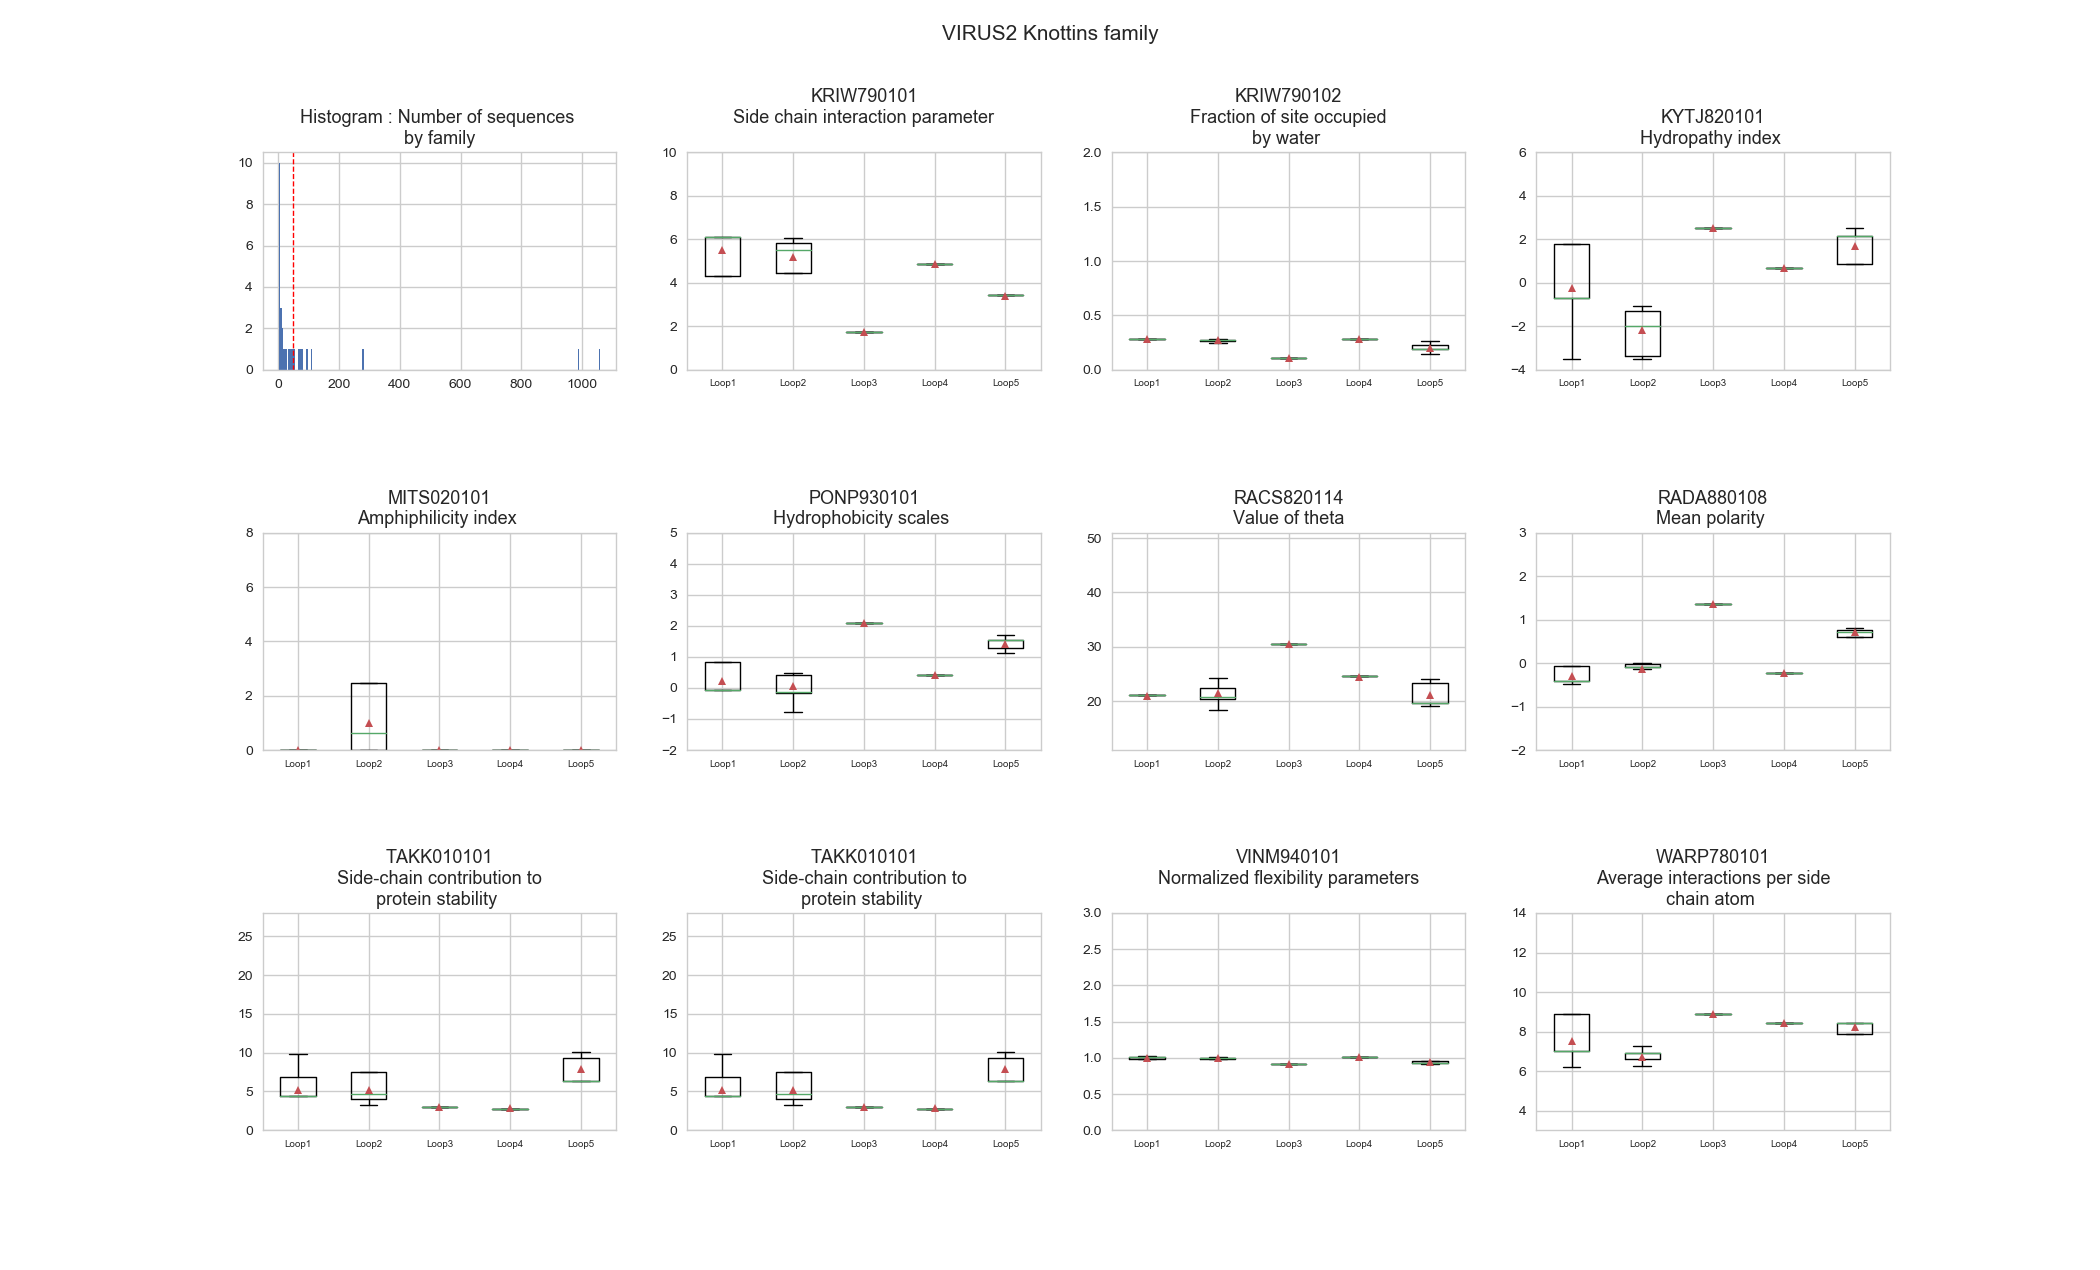 VIRUS2 Knottins family
Histogram : Number of sequences
by family
10
8
6
4
2
0
0 200 400 600 800 1000
KRIW790101
Side chain interaction parameter
10
8
6
4
2
0
Loop1 Loop2 Loop3 Loop4 Loop5
KRIW790102
Fraction of site occupied
by water
2.0
1.5
1.0
0.5
0.0
Loop1 Loop2 Loop3 Loop4 Loop5
KYTJ820101
Hydropathy index
6
4
2
0
−2
−4
Loop1 Loop2 Loop3 Loop4 Loop5
MITS020101
Amphiphilicity index
8
6
4
2
0
Loop1 Loop2 Loop3 Loop4 Loop5
PONP930101
Hydrophobicity scales
5
4
3
2
1
0
−1
−2
Loop1 Loop2 Loop3 Loop4 Loop5
RACS820114
Value of theta
50
40
30
20
Loop1 Loop2 Loop3 Loop4 Loop5
RADA880108
Mean polarity
3
2
1
0
−1
−2
Loop1 Loop2 Loop3 Loop4 Loop5
TAKK010101
Side-chain contribution to
protein stability
25
20
15
10
5
0
Loop1 Loop2 Loop3 Loop4 Loop5
TAKK010101
Side-chain contribution to
protein stability
25
20
15
10
5
0
Loop1 Loop2 Loop3 Loop4 Loop5
VINM940101
Normalized flexibility parameters
3.0
2.5
2.0
1.5
1.0
0.5
0.0
Loop1 Loop2 Loop3 Loop4 Loop5
WARP780101
Average interactions per side
chain atom
14
12
10
8
6
4
Loop1 Loop2 Loop3 Loop4 Loop5